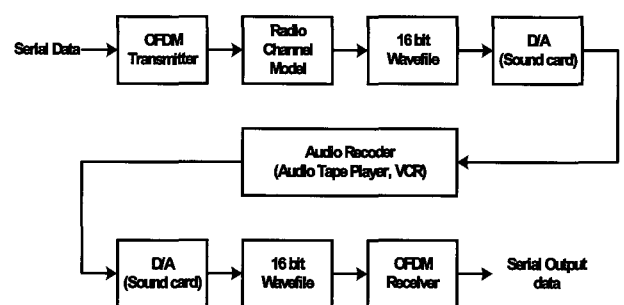 Serial Data
OFDM
Transmitter
Radio
Channel
Model
16 bit
Wavefile
D/A
(Sound card)
Audio Recoder
(Audio Tape Player, VCR)
D/A
(Sound card)
16 bit
Wavefile
OFDM
Receiver
Serial Output
data